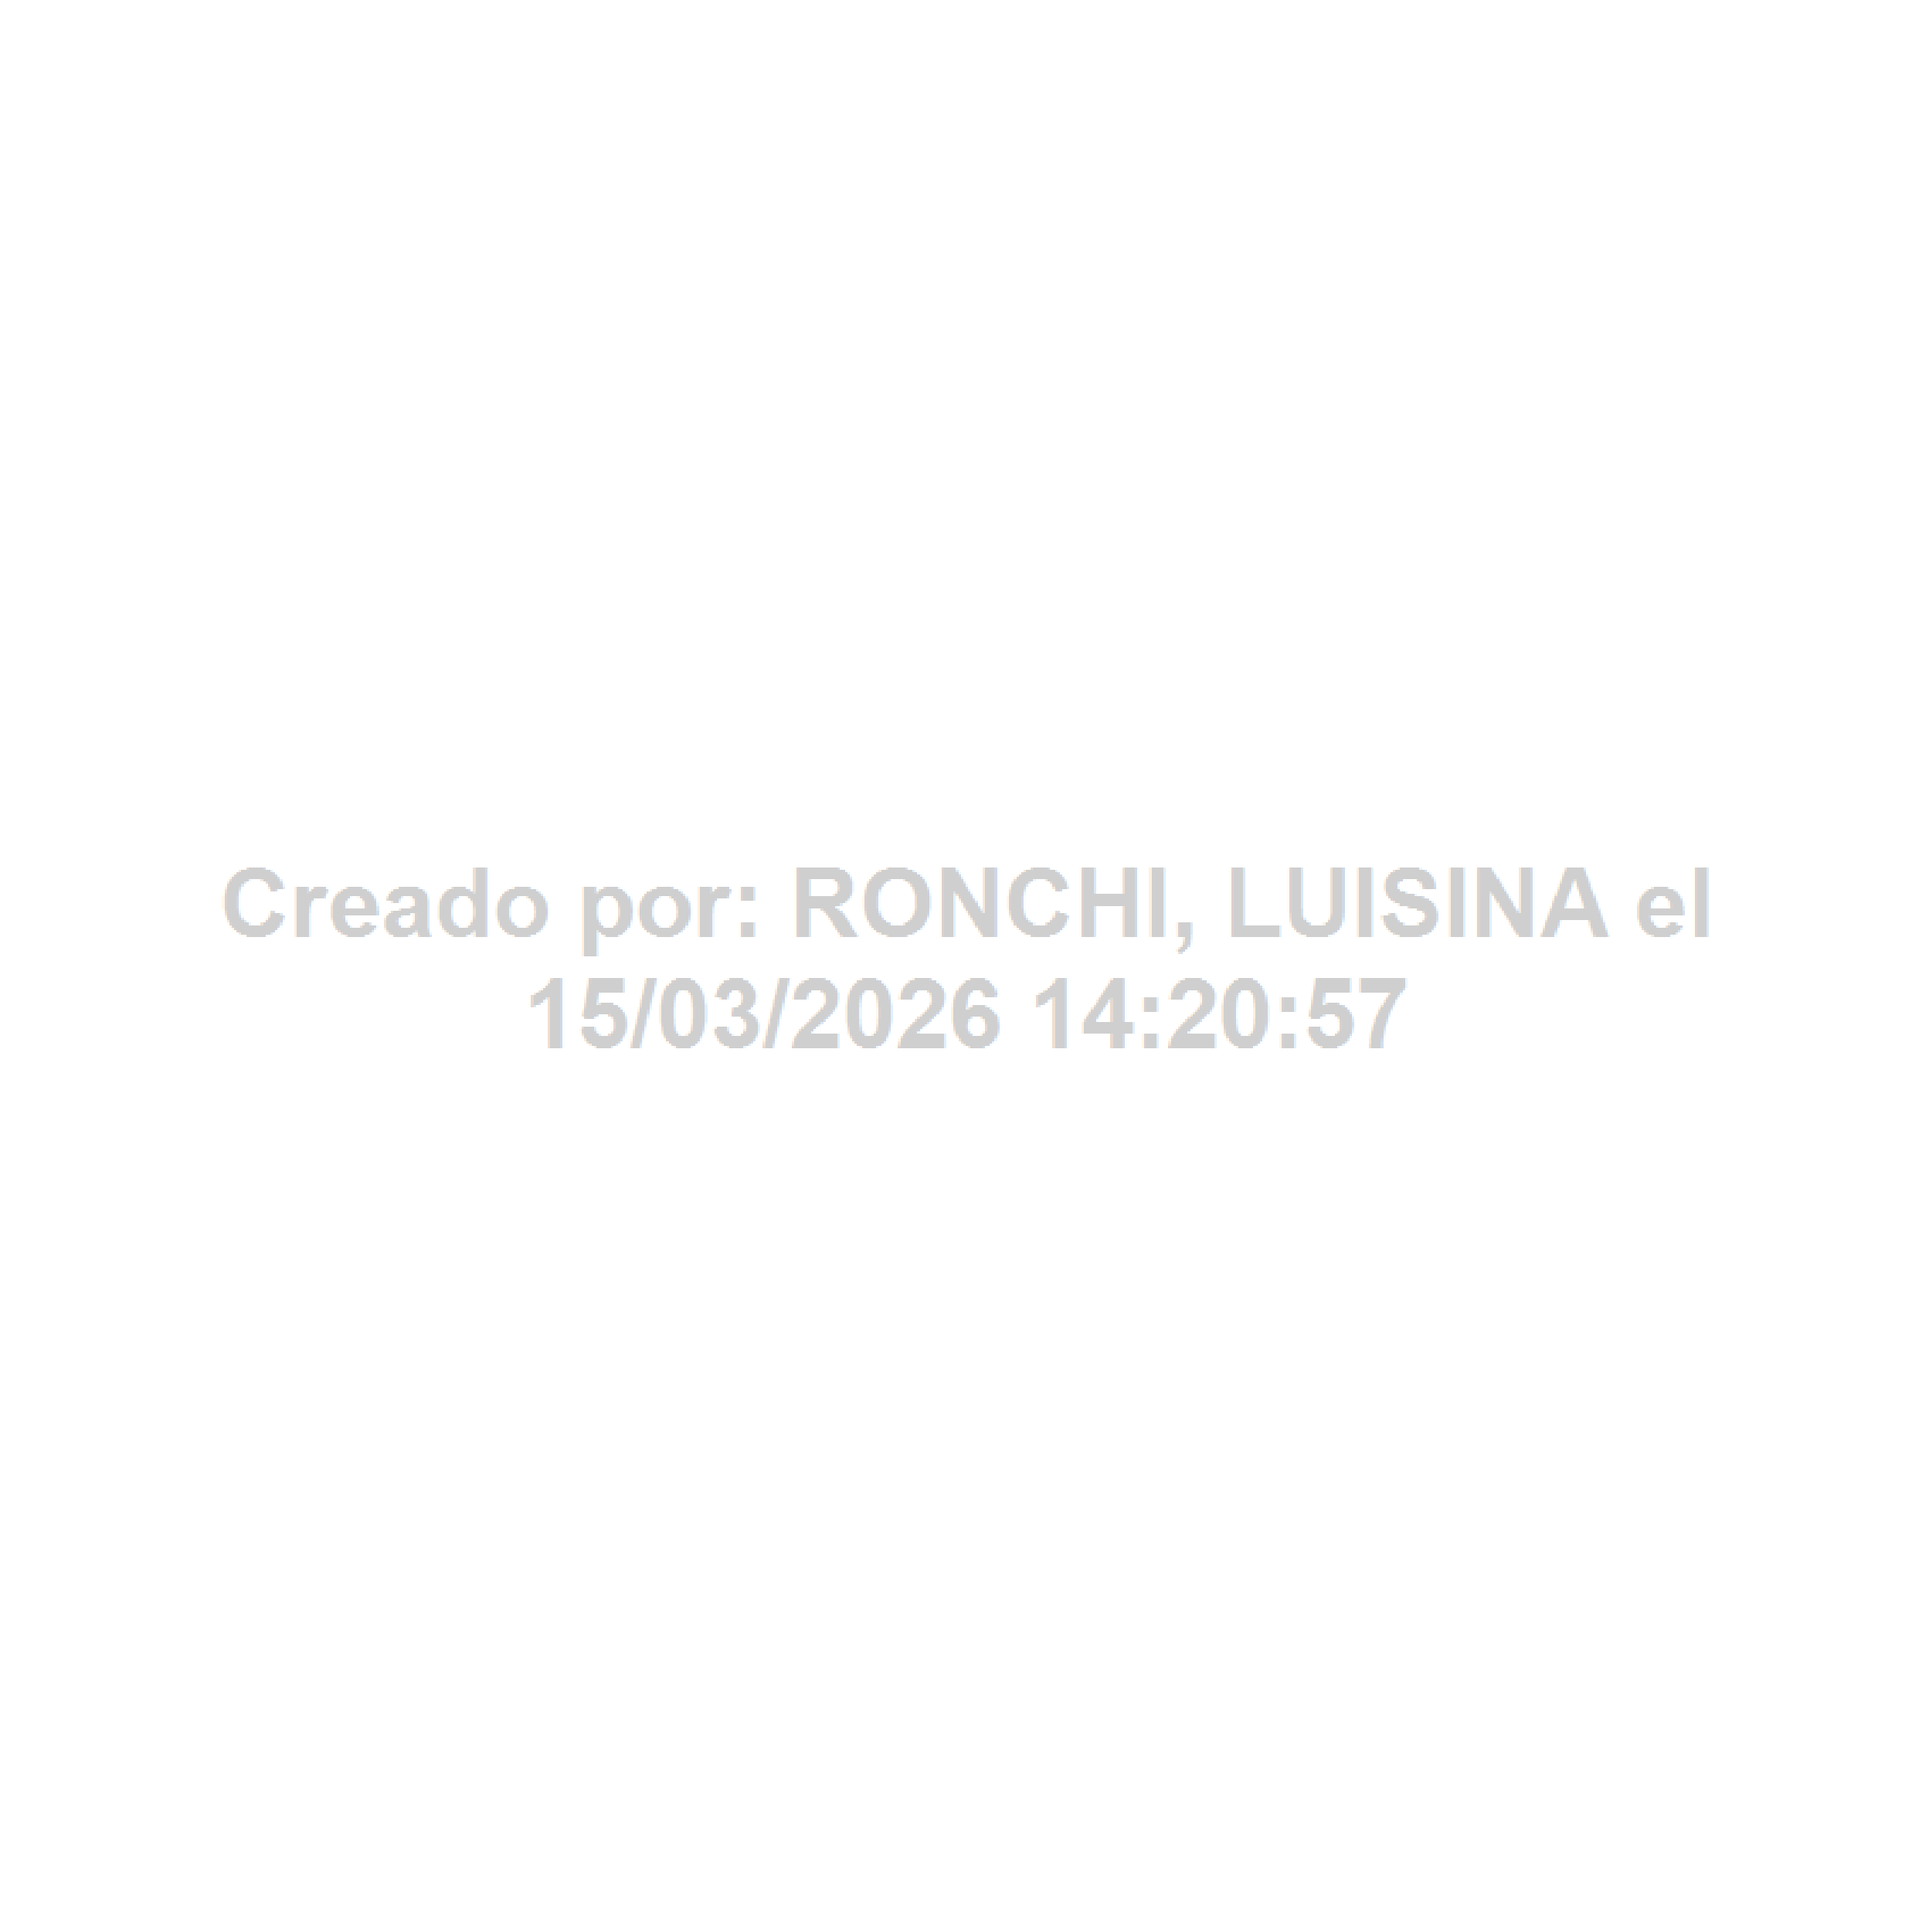 Creado por: RONCHI, LUISINA el
15/03/2026 14:20:57